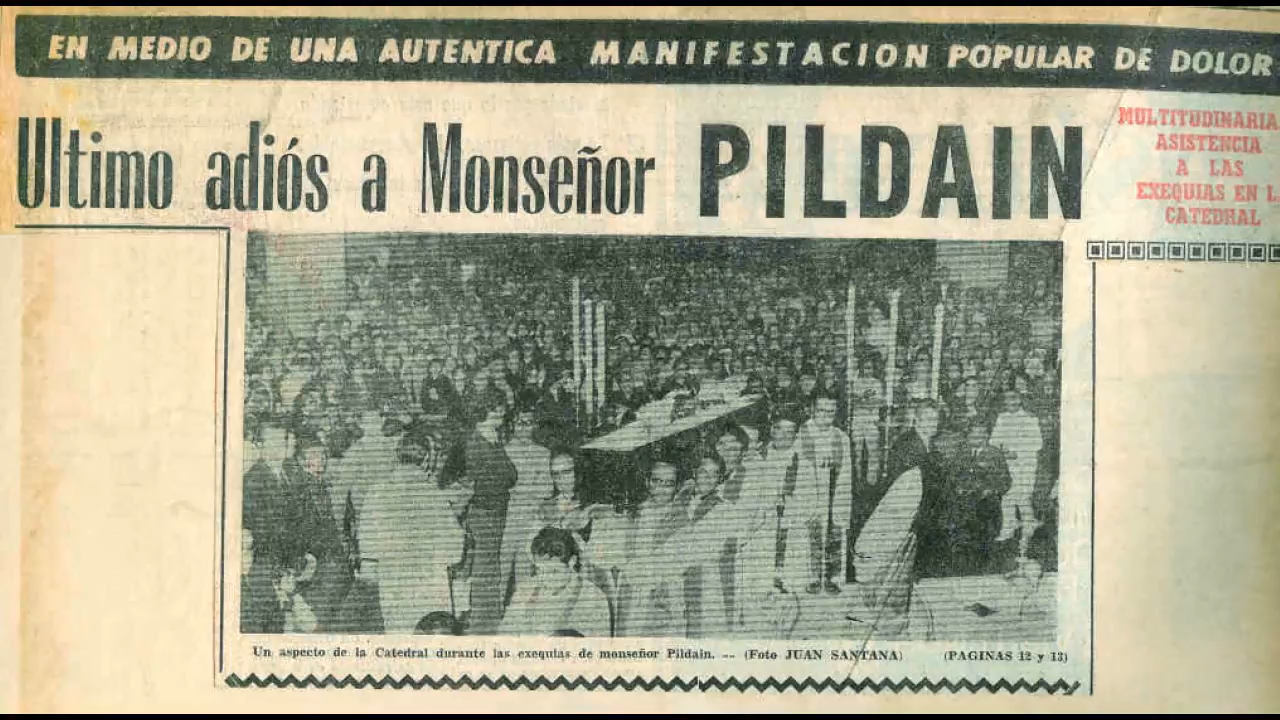 EN MEDIO DE UNA AUTENTICA MANIFESTACION POPULAR DE DOLOR
Ultimo adiós a Monseñor PILDAIN
MULTITUDINARIA
ASISTENCIA
A LAS
EXEQUIAS EN L
CATEDRAL
Un aspecto de la Catedral durante las exequias de monseñor Pildain. -- (Foto JUAN SANTANA) (PAGINAS 12 y 13)